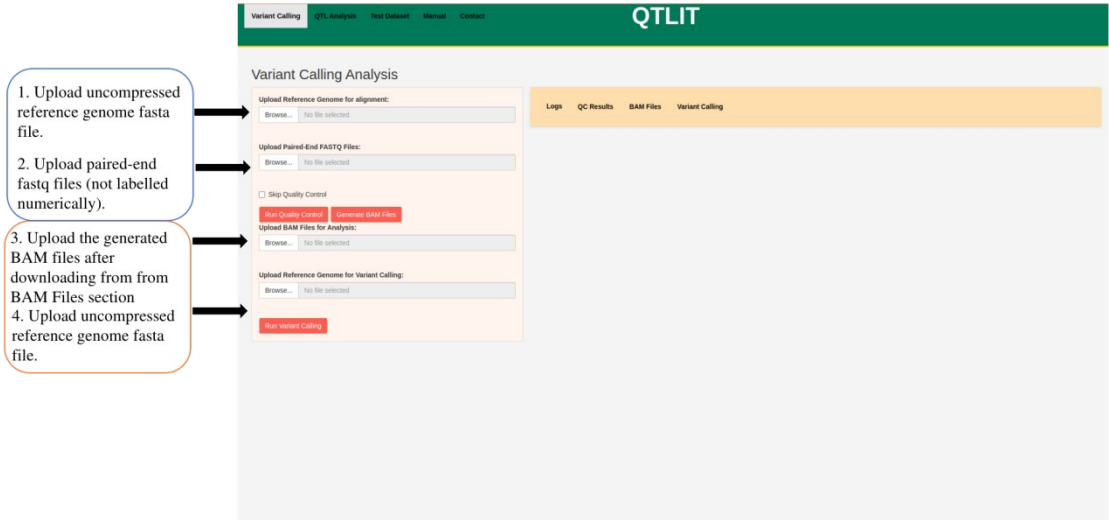 Variant Calling QTL Analysis Test Dataset Manual Contact
QTLIT
Variant Calling Analysis
1. Upload uncompressed
reference genome fasta
file.
2. Upload paired-end
fastq files (not labelled
numerically).
3. Upload the generated
BAM files after
downloading from from
BAM Files section
4. Upload uncompressed
reference genome fasta
file.
Upload Reference Genome for alignment:
Browse... No file selected
Upload Paired-End FASTQ Files:
Browse... No file selected
Skip Quality Control
Run Quality Control Generate BAM Files
Upload BAM Files for Analysis:
Browse... No file selected
Upload Reference Genome for Variant Calling:
Browse... No file selected
Run Variant Calling
Logs QC Results BAM Files Variant Calling